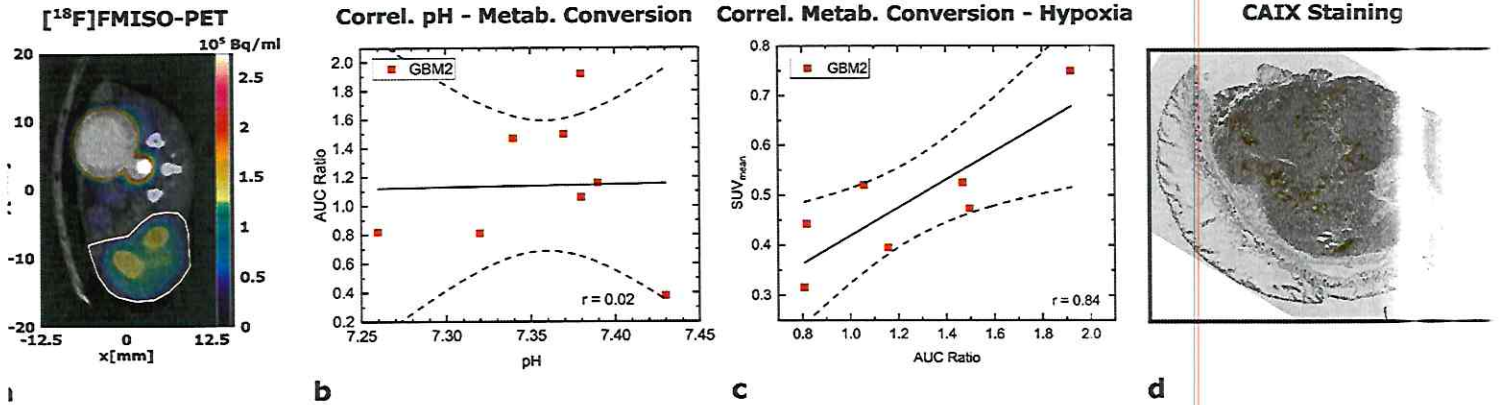 [¹⁸F]FMISO-PET
10⁵ Bq/ml
20
10
0
-10
-20
2.5
2
1.5
1
0.5
0
-12.5 0 12.5
x[mm]
Correl. pH - Metab. Conversion
GBM2
AUC Ratio
2.0
1.8
1.6
1.4
1.2
1.0
0.8
0.6
0.4
0.2
r = 0.02
7.25 7.30 7.35 7.40 7.45
pH
b
Correl. Metab. Conversion - Hypoxia
GBM2
SUVmean
0.8
0.7
0.6
0.5
0.4
0.3
r = 0.84
0.8 1.0 1.2 1.4 1.6 1.8 2.0
AUC Ratio
c
CAIX Staining
d